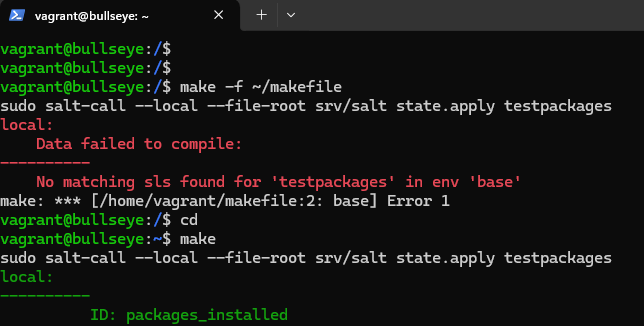 vagrant@bullseye: ~
vagrant@bullseye:/$
vagrant@bullseye:/$
vagrant@bullseye:/$ make -f ~/makefile
sudo salt-call --local --file-root srv/salt state.apply testpackages
local:
    Data failed to compile:
----------
    No matching sls found for 'testpackages' in env 'base'
make: *** [/home/vagrant/makefile:2: base] Error 1
vagrant@bullseye:/$ cd
vagrant@bullseye:~$ make
sudo salt-call --local --file-root srv/salt state.apply testpackages
local:
----------
          ID: packages_installed